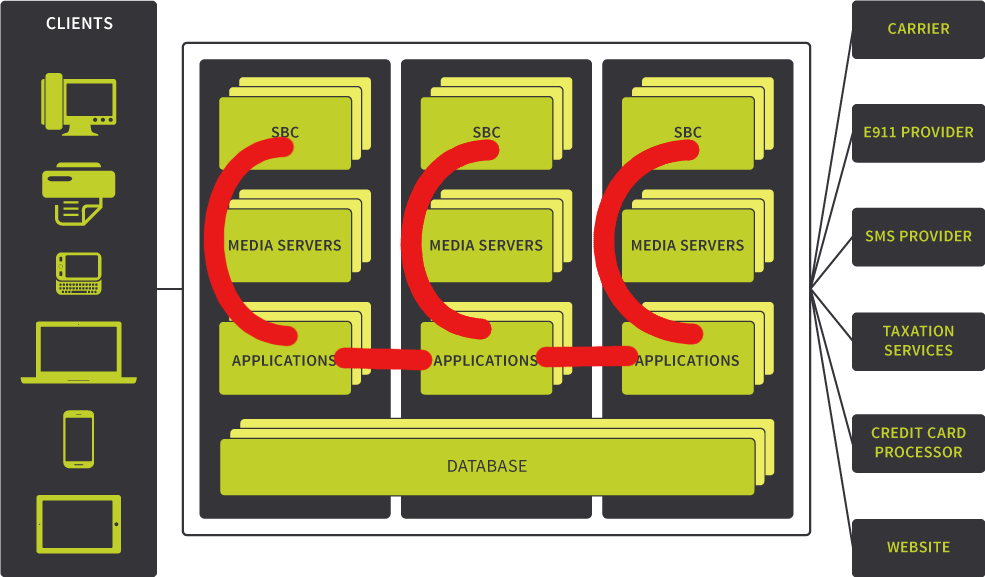 CLIENTS
SBC
SBC
SBC
MEDIA SERVERS
MEDIA SERVERS
MEDIA SERVERS
APPLICATIONS
APPLICATIONS
APPLICATIONS
DATABASE
CARRIER
E911 PROVIDER
SMS PROVIDER
TAXATION
SERVICES
CREDIT CARD
PROCESSOR
WEBSITE